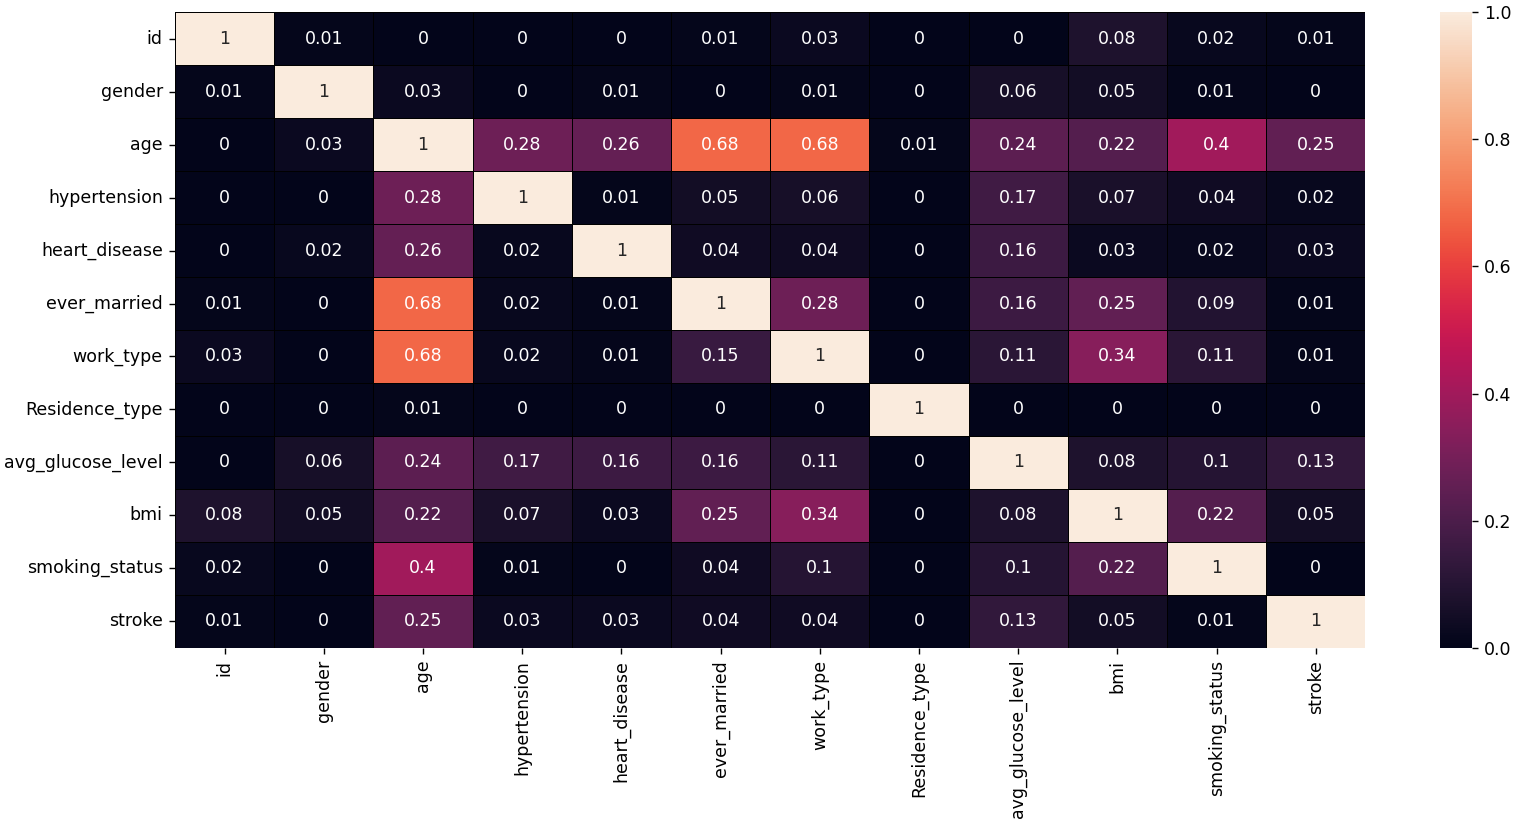 id 1 0.01 0 0 0 0.01 0.03 0 0 0.08 0.02 0.01
gender 0.01 1 0.03 0 0.01 0 0.01 0 0.06 0.05 0.01 0
age 0 0.03 1 0.28 0.26 0.68 0.68 0.01 0.24 0.22 0.4 0.25
hypertension 0 0 0.28 1 0.01 0.05 0.06 0 0.17 0.07 0.04 0.02
heart_disease 0 0.02 0.26 0.02 1 0.04 0.04 0 0.16 0.03 0.02 0.03
ever_married 0.01 0 0.68 0.02 0.01 1 0.28 0 0.16 0.25 0.09 0.01
work_type 0.03 0 0.68 0.02 0.01 0.15 1 0 0.11 0.34 0.11 0.01
Residence_type 0 0 0.01 0 0 0 0 1 0 0 0 0
avg_glucose_level 0 0.06 0.24 0.17 0.16 0.16 0.11 0 1 0.08 0.1 0.13
bmi 0.08 0.05 0.22 0.07 0.03 0.25 0.34 0 0.08 1 0.22 0.05
smoking_status 0.02 0 0.4 0.01 0 0.04 0.1 0 0.1 0.22 1 0
stroke 0.01 0 0.25 0.03 0.03 0.04 0.04 0 0.13 0.05 0.01 1
id
gender
age
hypertension
heart_disease
ever_married
work_type
Residence_type
avg_glucose_level
bmi
smoking_status
stroke
1.0
0.8
0.6
0.4
0.2
0.0